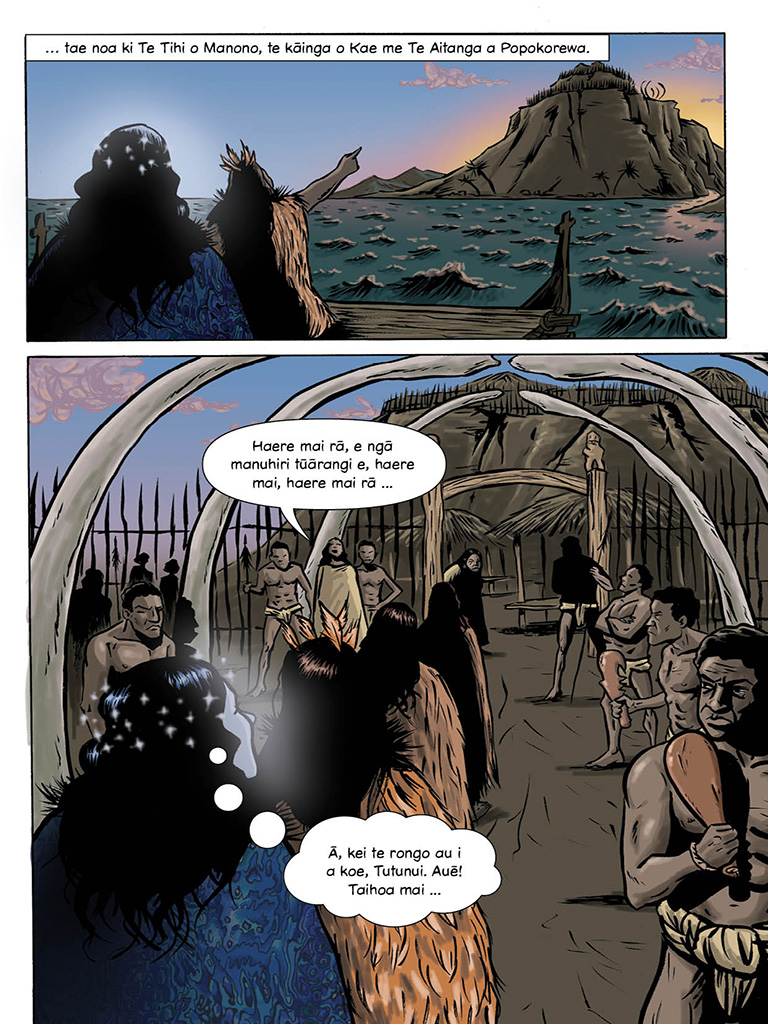 ... tae noa ki Te Tihi o Manono, te kāinga o Kae me Te Aitanga a Popokorewa.
Haere mai rā, e ngā
manuhiri tūārangi e, haere
mai, haere mai rā ...
Ā, kei te rongo au i
a koe, Tutunui. Auē!
Taihoa mai ...